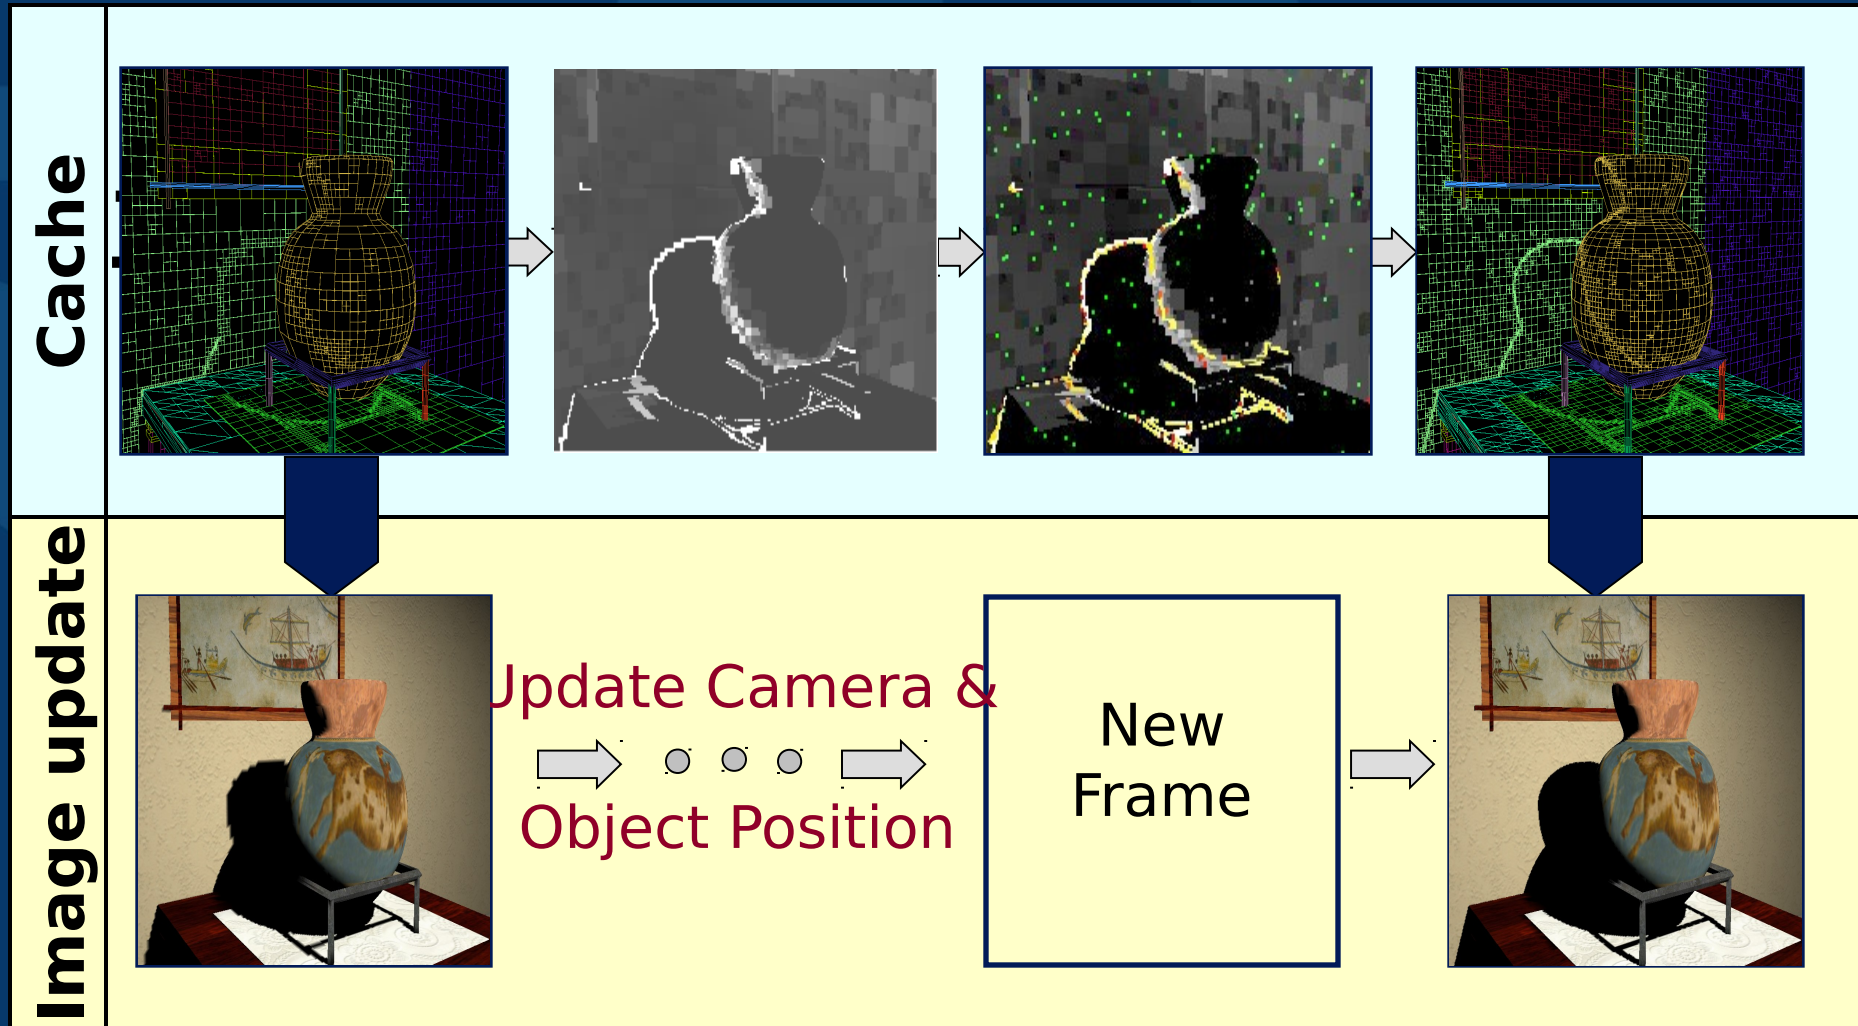 Cache
Image update
Update Camera &
Object Position
New
Frame